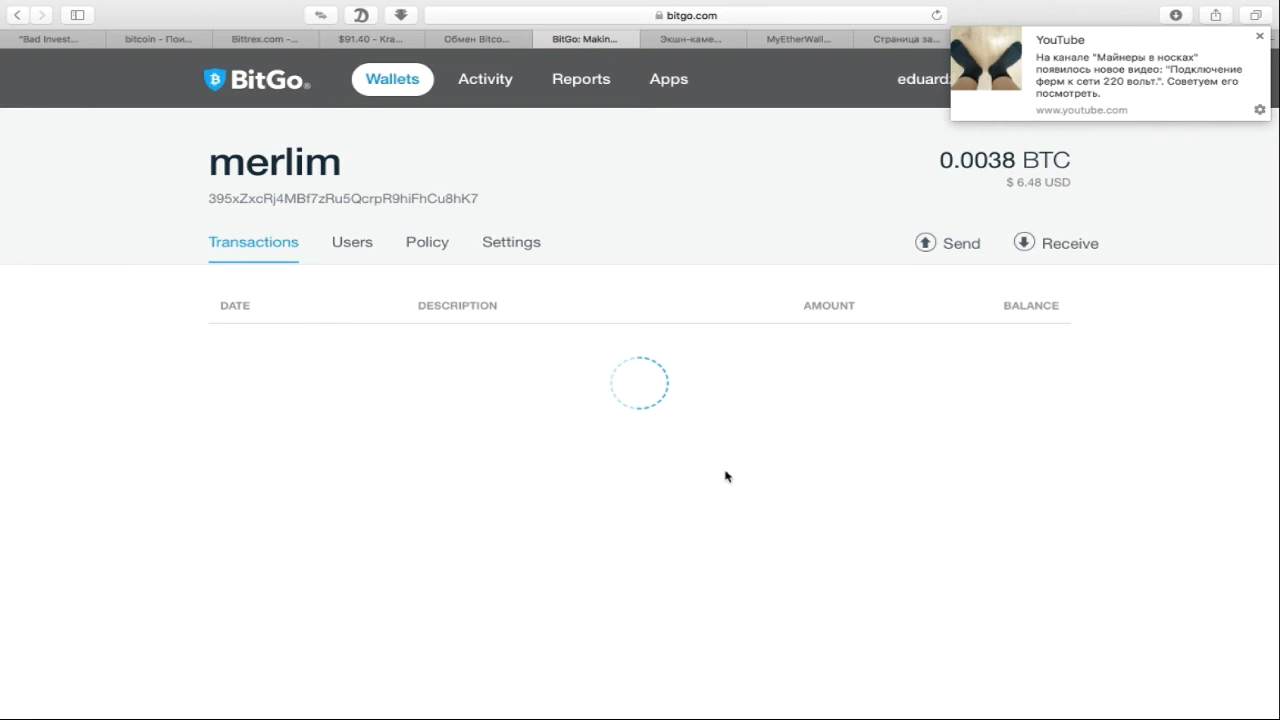 bitgo.com
"Bad Invest...
bitcoin - Пои...
Bittrex.com -...
$91.40 - Kra...
Обмен Bitco...
BitGo: Makin...
Экшн-каме...
MyEtherWall...
Страница за...
BitGo®
Wallets
Activity
Reports
Apps
eduard
YouTube
На канале "Майнеры в носках"
появилось новое видео: "Подключение
ферм к сети 220 вольт.". Советуем его
посмотреть.
www.youtube.com
merlim
0.0038 BTC
395xZxcRj4MBf7zRu5QcrpR9hiFhCu8hK7
$ 6.48 USD
Transactions
Users
Policy
Settings
Send
Receive
DATE
DESCRIPTION
AMOUNT
BALANCE